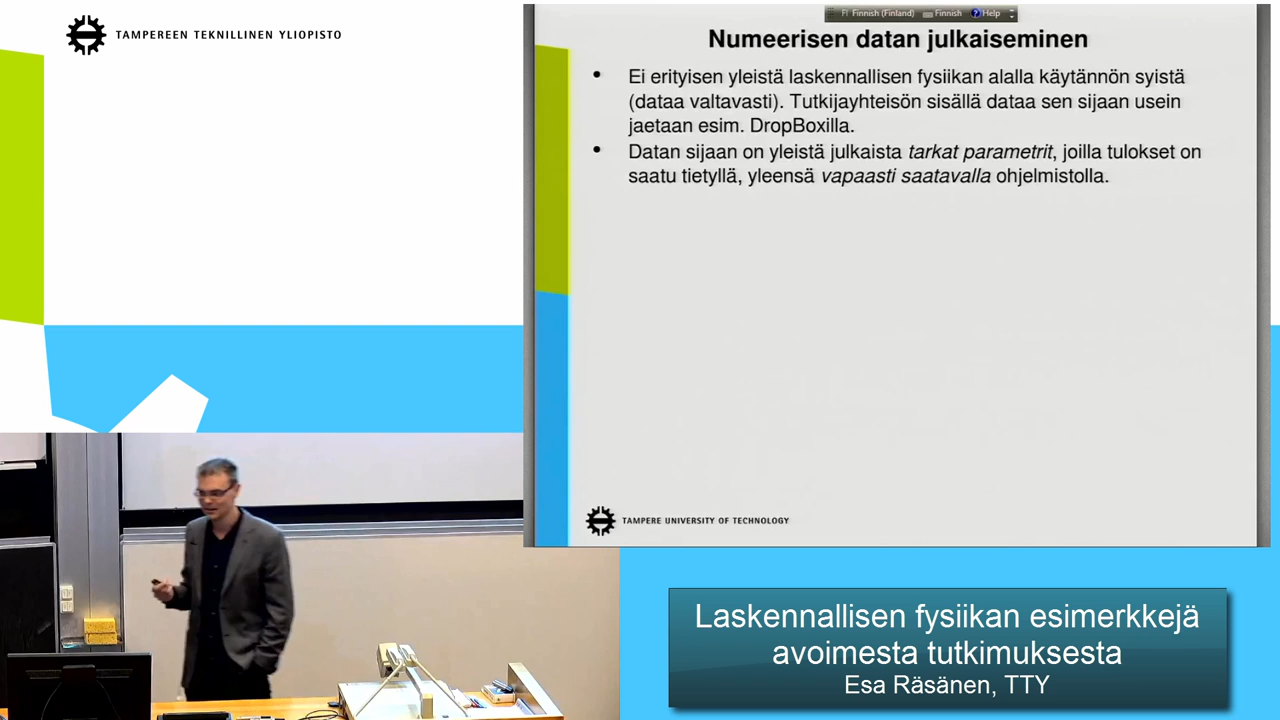 TAMPEREEN TEKNILLINEN YLIOPISTO
FI Finnish (Finland) Finnish Help
Numeerisen datan julkaiseminen
• Ei erityisen yleistä laskennallisen fysiikan alalla käytännön syistä
(dataa valtavasti). Tutkijayhteisön sisällä dataa sen sijaan usein
jaetaan esim. DropBoxilla.
• Datan sijaan on yleistä julkaista tarkat parametrit, joilla tulokset on
saatu tietyllä, yleensä vapaasti saatavalla ohjelmistolla.
TAMPERE UNIVERSITY OF TECHNOLOGY
Laskennallisen fysiikan esimerkkejä
avoimesta tutkimuksesta
Esa Räsänen, TTY